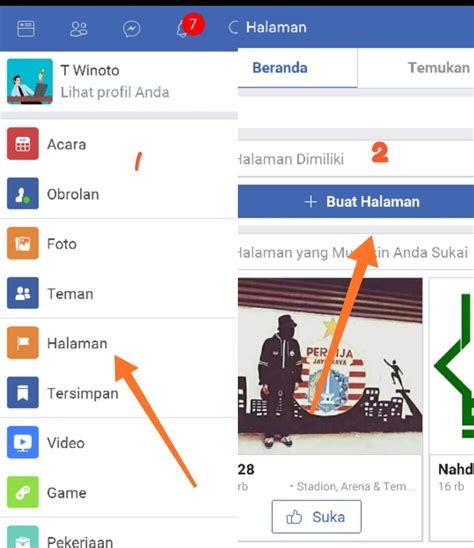 7
T Winoto
Lihat profil Anda
Acara
1
Obrolan
Foto
Teman
Halaman
Tersimpan
Video
Game
Pekerjaan
Halaman
Beranda
Temukan
Halaman Dimiliki
2
+ Buat Halaman
Halaman yang Mungkin Anda Sukai
PERSIJA
JAYA RAYA
28
rb
• Stadion, Arena & Tem...
Suka
Nahdl
16 rb